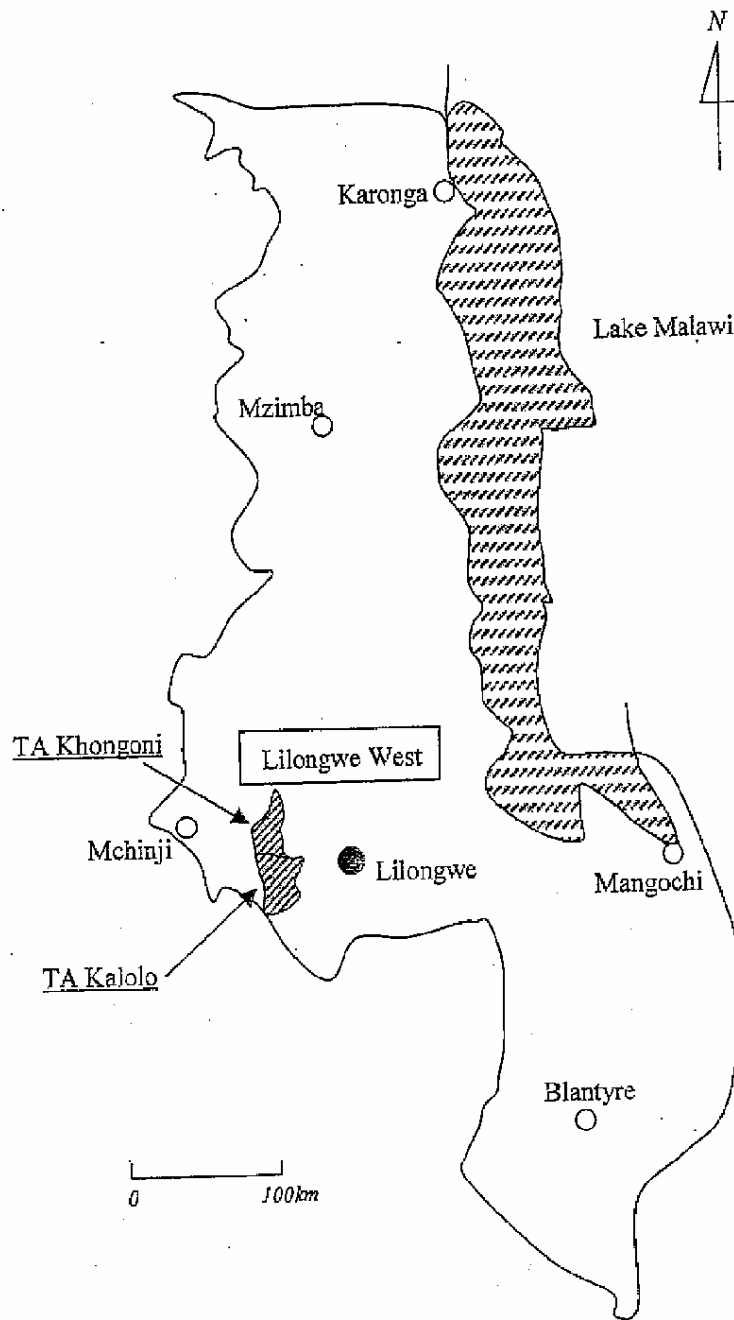 N
Karonga
Lake Malawi
Mzimba
TA Khongoni
Lilongwe West
Mchinji
Lilongwe
Mangochi
TA Kalolo
Blantyre
0 100km